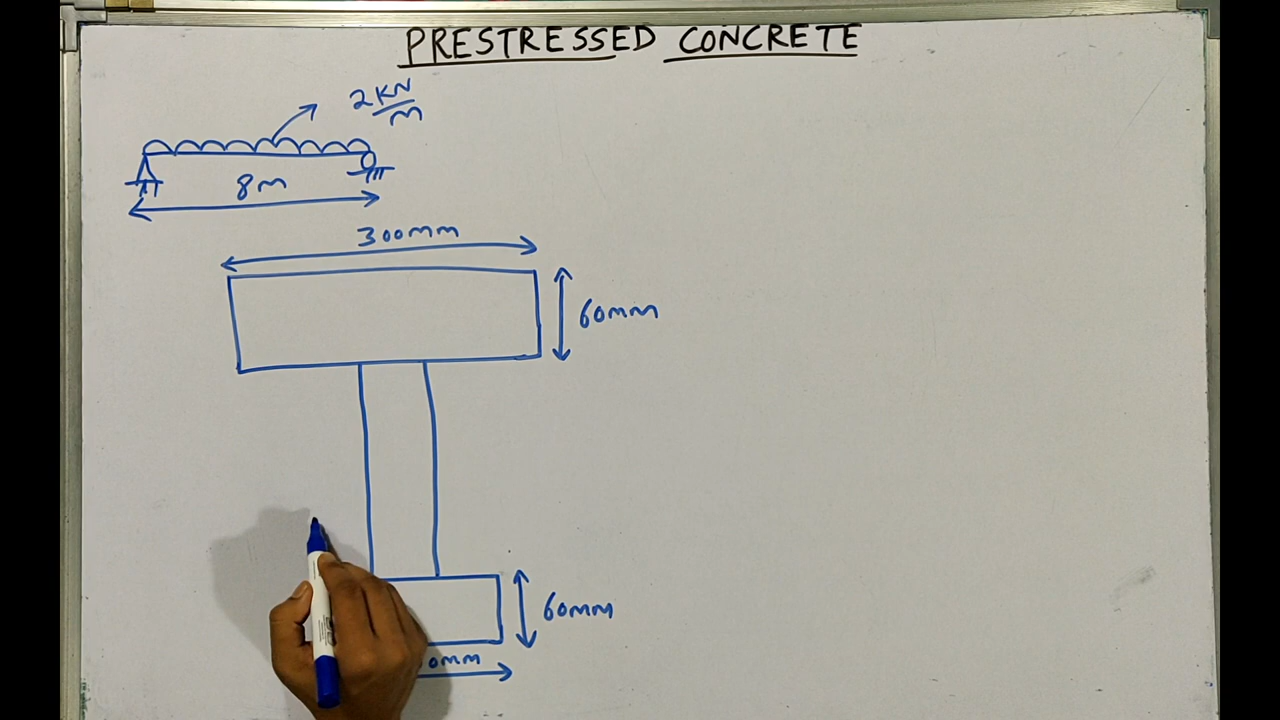 PRESTRESSED CONCRETE
2KN/M
8m
300mm
60mm
60mm